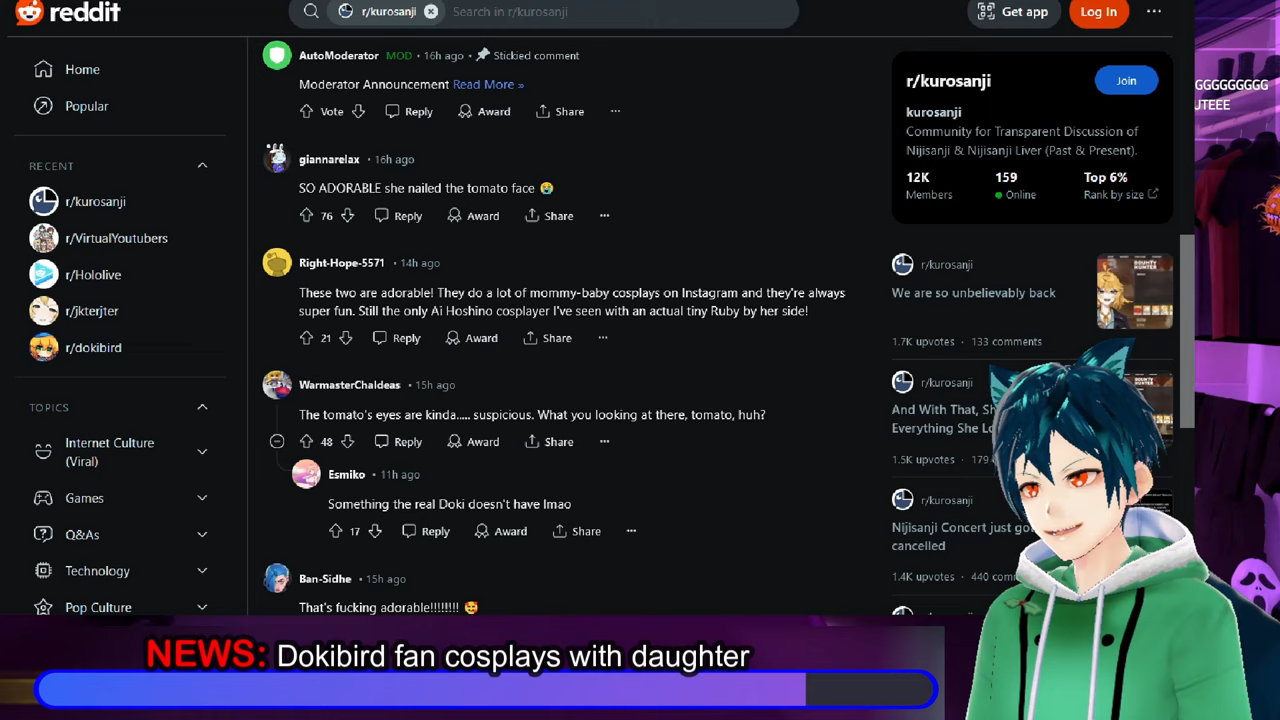 reddit
r/kurosanji
Search in r/kurosanji
Get app
Log In
Home
Popular
RECENT
r/kurosanji
r/VirtualYoutubers
r/Hololive
r/jkterjter
r/dokibird
TOPICS
Internet Culture
(Viral)
Games
Q&As
Technology
Pop Culture
AutoModerator MOD • 16h ago • Stickied comment
Moderator Announcement Read More »
Vote Reply Award Share
giannarelax • 16h ago
SO ADORABLE she nailed the tomato face 😭
76 Reply Award Share
Right-Hope-5571 • 14h ago
These two are adorable! They do a lot of mommy-baby cosplays on Instagram and they're always
super fun. Still the only Ai Hoshino cosplayer I've seen with an actual tiny Ruby by her side!
21 Reply Award Share
WarmasterChaldeas • 15h ago
The tomato's eyes are kinda..... suspicious. What you looking at there, tomato, huh?
48 Reply Award Share
Esmiko • 11h ago
Something the real Doki doesn't have lmao
17 Reply Award Share
Ban-Sidhe • 15h ago
That's fucking adorable!!!!!!!! 🥰
r/kurosanji
Join
kurosanji
Community for Transparent Discussion of
Nijisanji & Nijisanji Liver (Past & Present).
12K 159 Top 6%
Members Online Rank by size
r/kurosanji
We are so unbelievably back
1.7K upvotes • 133 comments
r/kurosanji
And With That,
Everything She
1.5K upvotes
r/kurosanji
Nijisanji Concert just
cancelled
1.4K upvotes • 440
NEWS: Dokibird fan cosplays with daughter